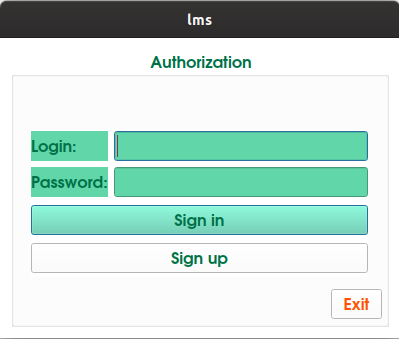 lms
Authorization
Login:
Password:
Sign in
Sign up
Exit